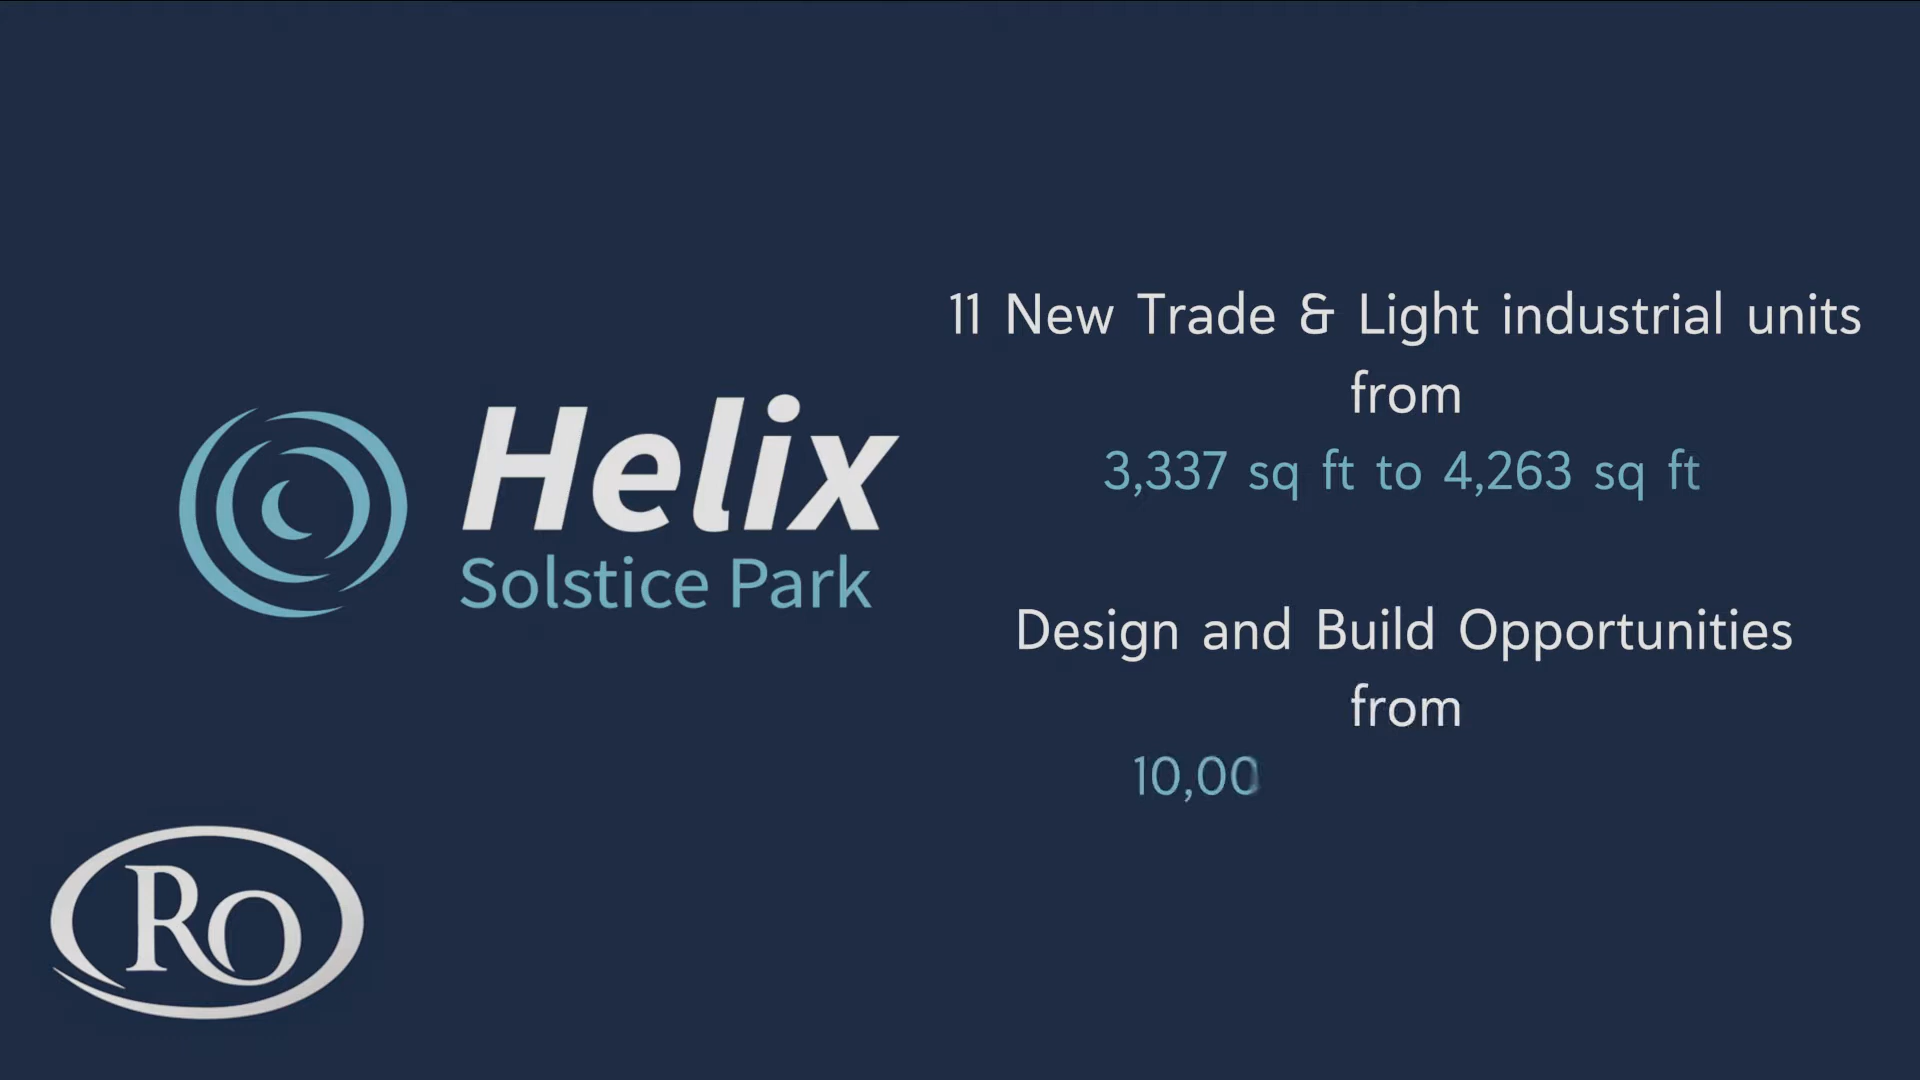 Helix
Solstice Park
11 New Trade & Light industrial units
from
3,337 sq ft to 4,263 sq ft
Design and Build Opportunities
from
10,00
RO